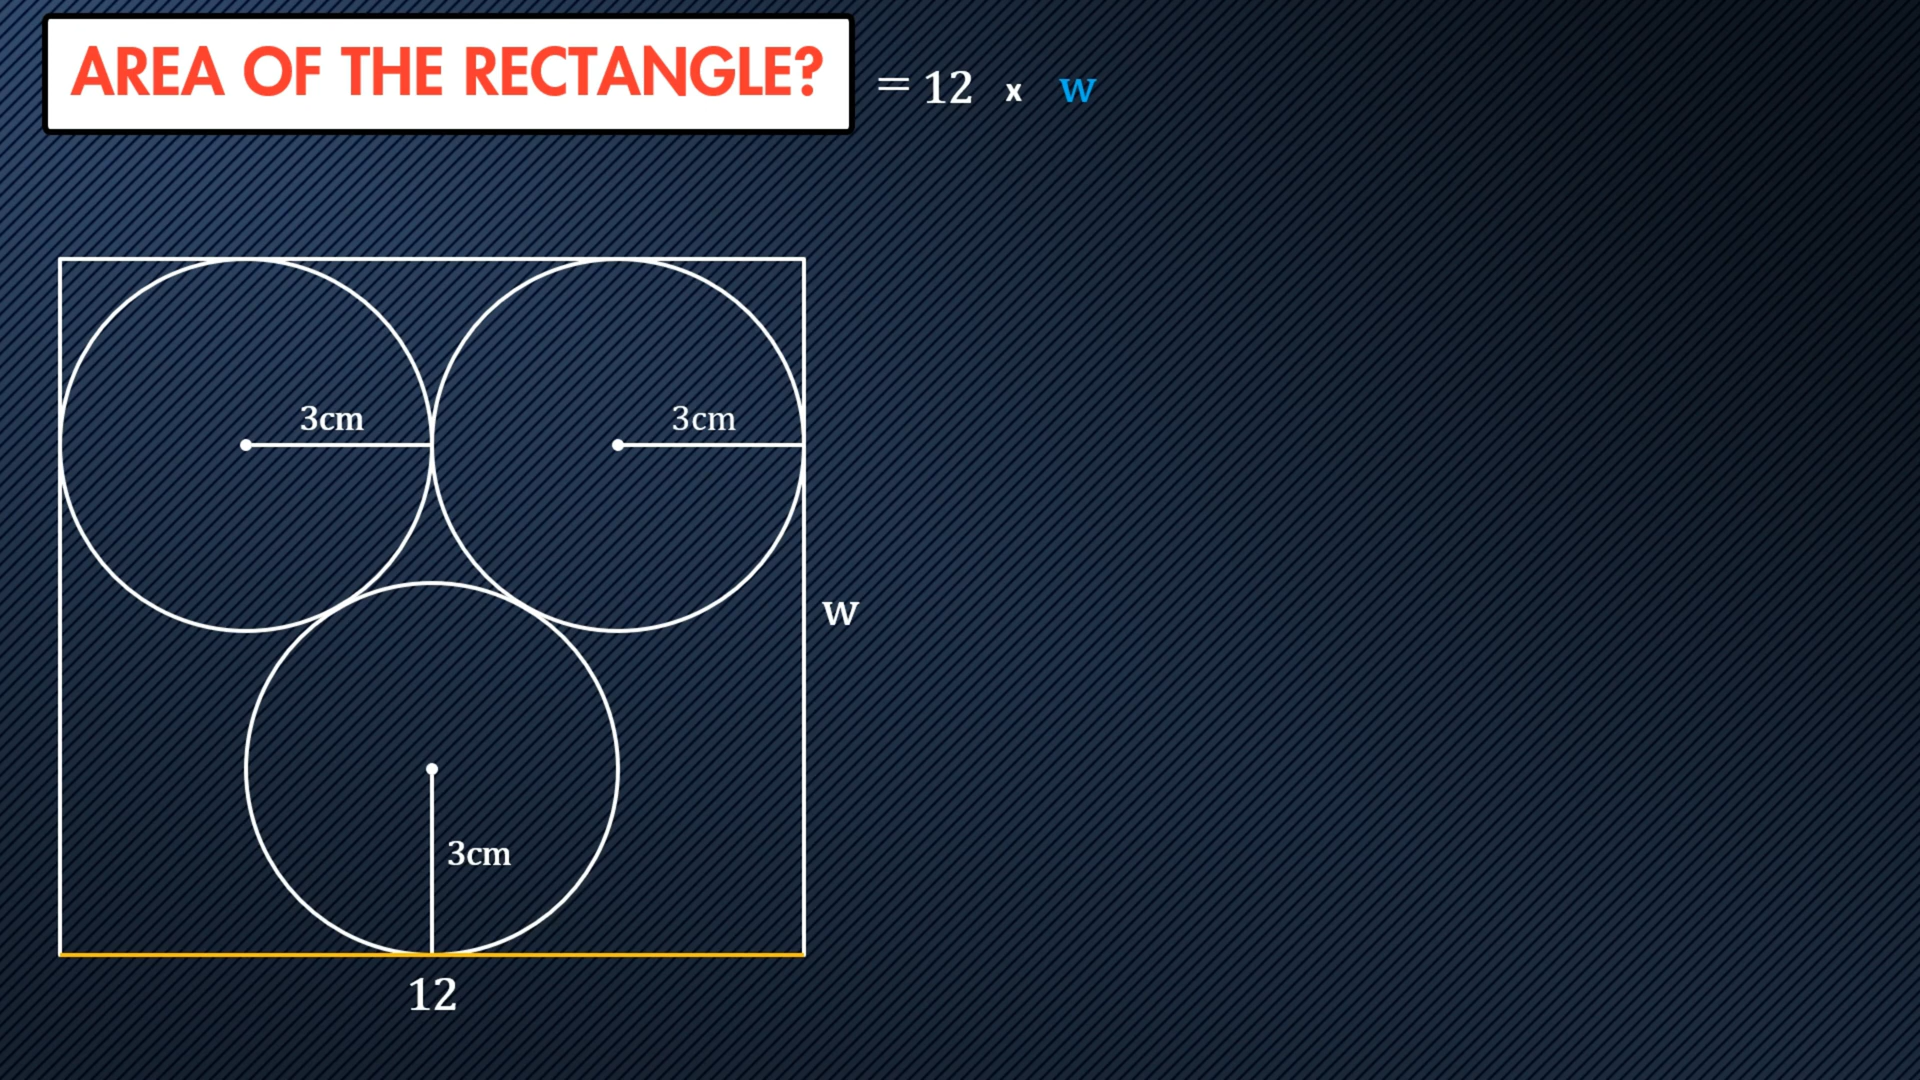 AREA OF THE RECTANGLE? = 12 x w
3cm 3cm
w
3cm
12